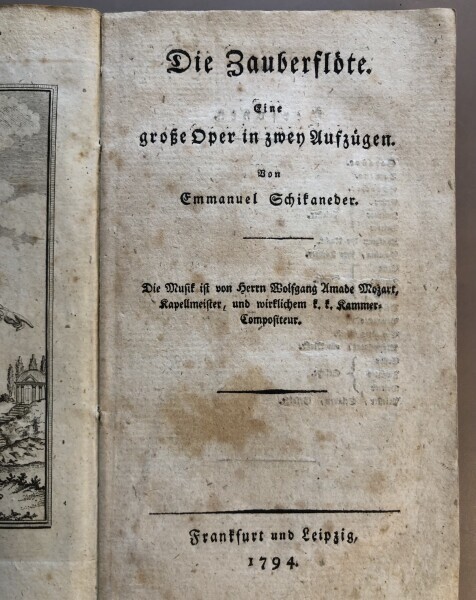 Die Zauberflöte.
Eine
große Oper in zwey Aufzügen.
Von
Emmanuel Schikaneder.
Die Musik ist von Herrn Wolfgang Amade Mozart,
Kapellmeister, und wirklichem k. k. Kammer-
Compositeur.
Frankfurt und Leipzig,
1794.